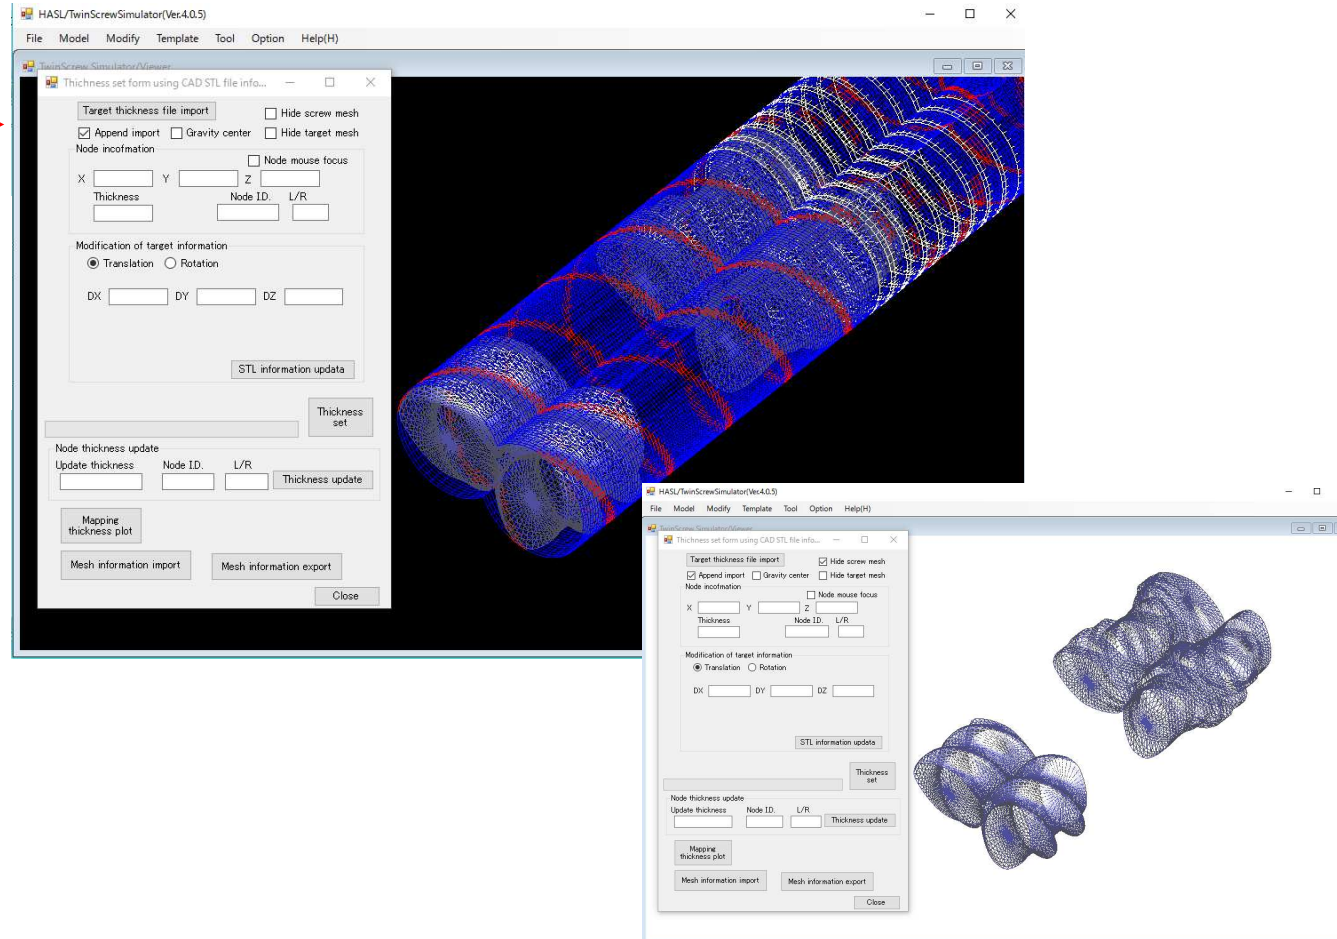 HASL/TwinScrewSimulator(Ver.4.0.5)
File Model Modify Template Tool Option Help(H)
TwinScrew Simulator/Viewer
Thichness set form using CAD STL file info...
Target thickness file import
Hide screw mesh
Append import Gravity center Hide target mesh
Node incofmation
Node mouse focus
X Y Z
Thickness Node I.D. L/R
Modification of target information
Translation Rotation
DX DY DZ
STL information updata
Thickness
set
Node thickness update
Update thickness Node I.D. L/R
Thickness update
Mapping
thickness plot
Mesh information import Mesh information export
Close
HASL/TwinScrewSimulator(Ver.4.0.5)
File Model Modify Template Tool Option Help(H)
TwinScrew Simulator/Viewer
Thichness set form using CAD STL file info...
Target thickness file import
Hide screw mesh
Append import Gravity center Hide target mesh
Node incofmation
Node mouse focus
X Y Z
Thickness Node I.D. L/R
Modification of target information
Translation Rotation
DX DY DZ
STL information updata
Thickness
set
Node thickness update
Update thickness Node I.D. L/R
Thickness update
Mapping
thickness plot
Mesh information import Mesh information export
Close